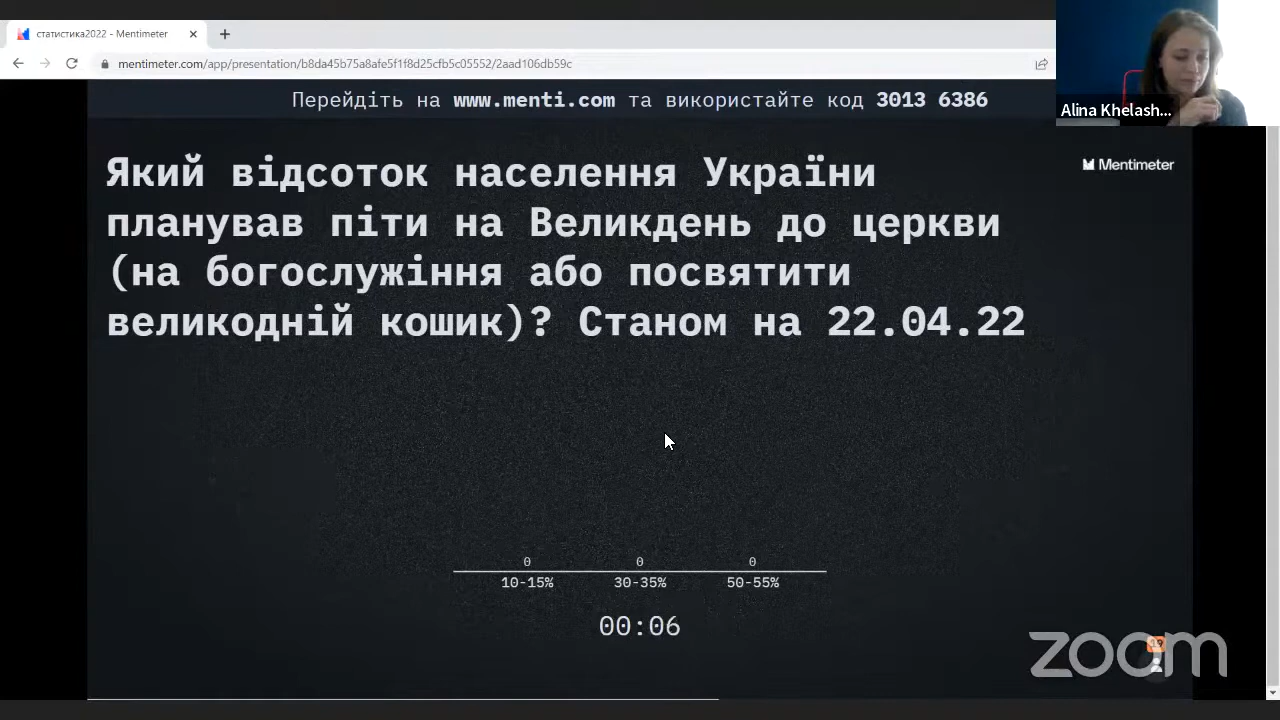 статистика2022 - Mentimeter
mentimeter.com/app/presentation/b8da45b75a8afe5f1f8d25cfb5c05522/2aad106db59c
Перейдіть на www.menti.com та використайте код 3013 6386
Alina Khelash...
Mentimeter
Який відсоток населення України
планував піти на Великдень до церкви
(на богослужіння або посвятити
великодній кошик)? Станом на 22.04.22
0 0 0
10-15% 30-35% 50-55%
00:06
zoom